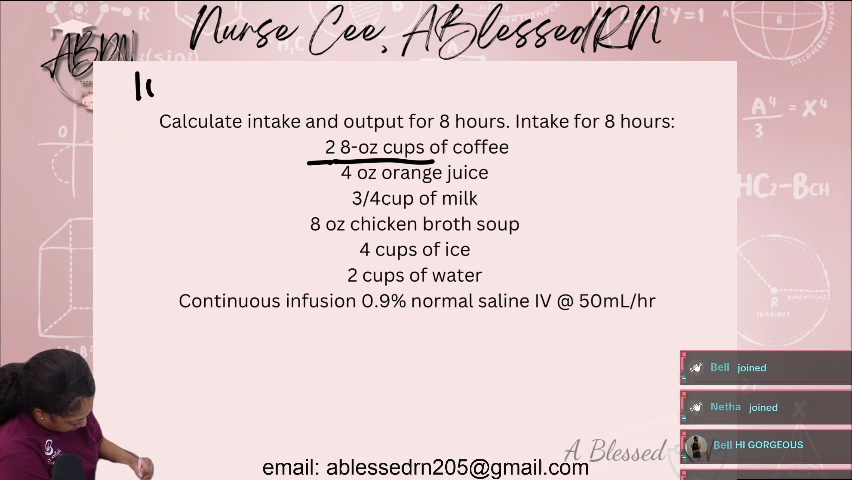 Nurse Cee, ABlessedRN
ABRN
Calculate intake and output for 8 hours. Intake for 8 hours:
2 8-oz cups of coffee
4 oz orange juice
3/4cup of milk
8 oz chicken broth soup
4 cups of ice
2 cups of water
Continuous infusion 0.9% normal saline IV @ 50mL/hr
Bell joined
Netha joined
Bell HI GORGEOUS
A Blessed
email: ablessedrn205@gmail.com